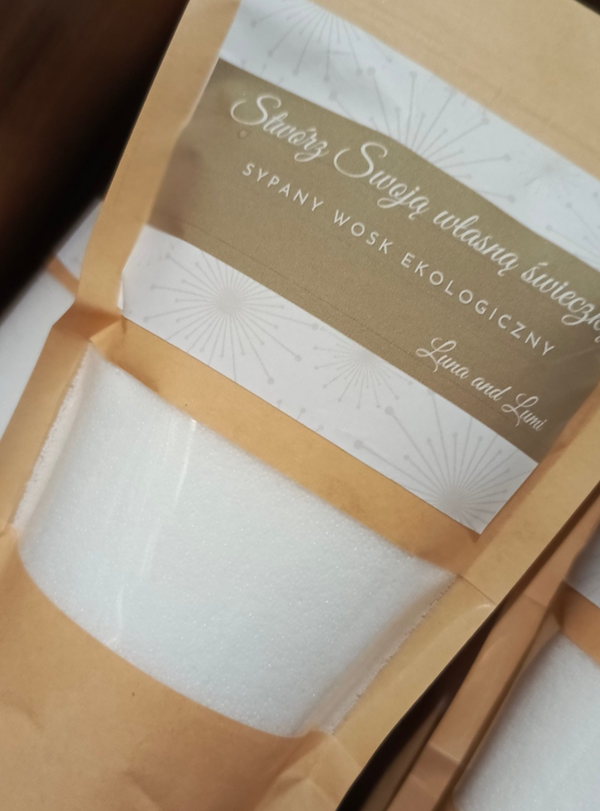 Stwórz Swoją własną świeczkę
SYPANY WOSK EKOLOGICZNY
Luna and Lumi